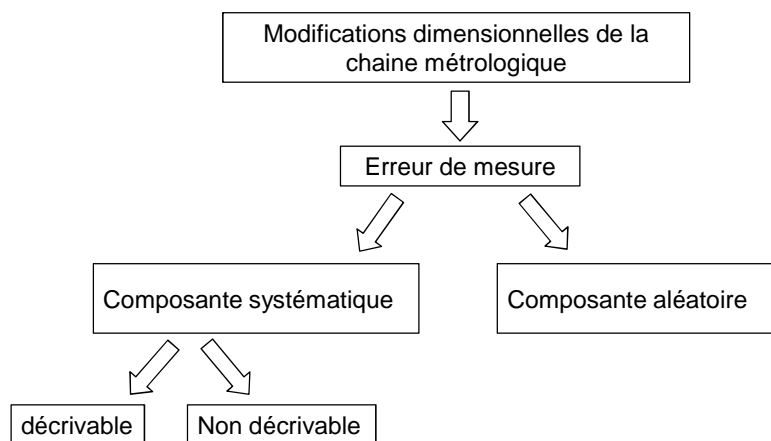 Modifications dimensionnelles de la
chaine métrologique
Erreur de mesure
Composante systématique
Composante aléatoire
décrivable
Non décrivable